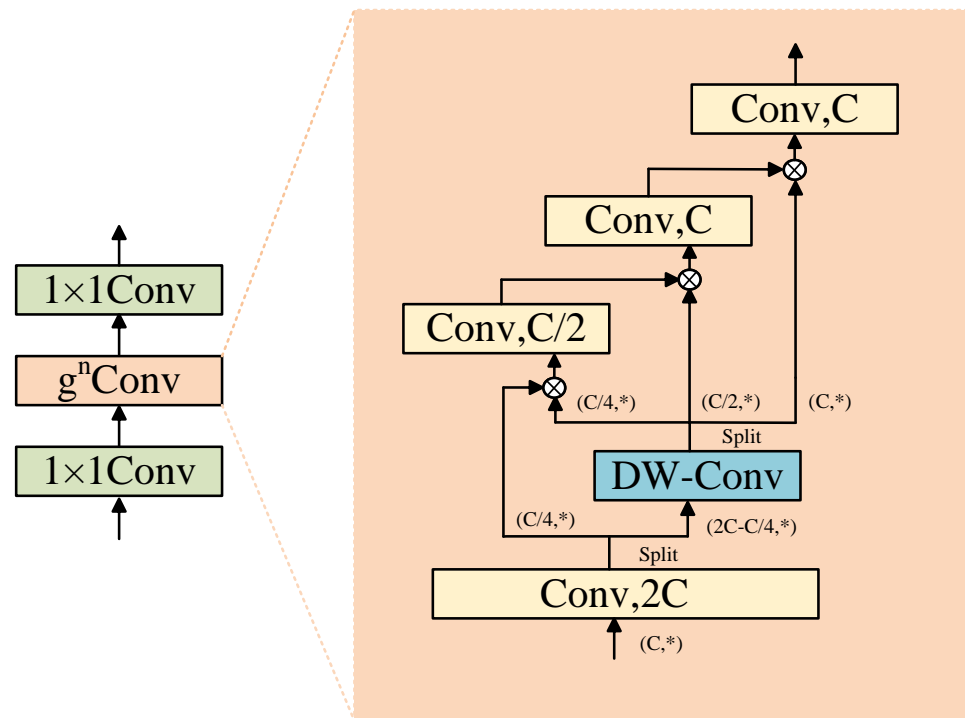 Conv,C
Conv,C
1×1Conv
Conv,C/2
gⁿConv
(C/4,*)
(C/2,*)
(C,*)
Split
1×1Conv
DW-Conv
(C/4,*)
(2C-C/4,*)
Split
Conv,2C
(C,*)